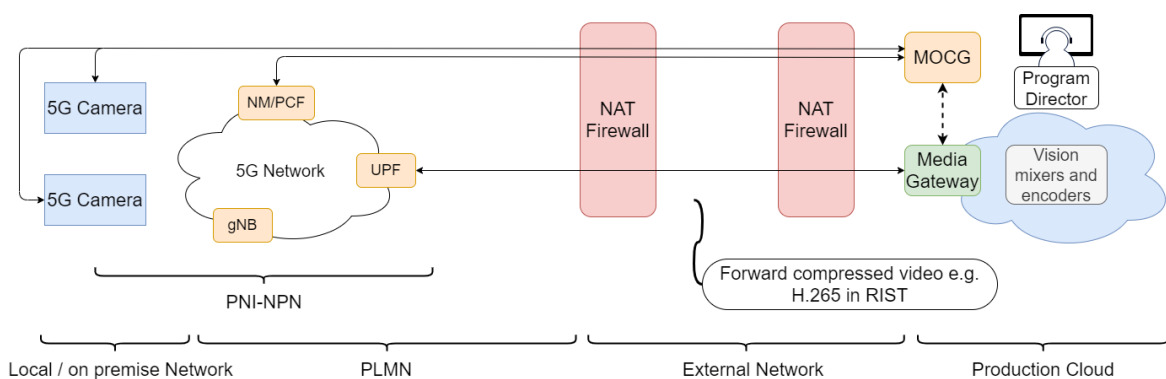 MOCG
Program
Director
5G Camera
NM/PCF
NAT
Firewall
NAT
Firewall
5G Network
UPF
Media
Gateway
Vision
mixers and
encoders
5G Camera
gNB
Forward compressed video e.g.
H.265 in RIST
PNI-NPN
Local / on premise Network
PLMN
External Network
Production Cloud